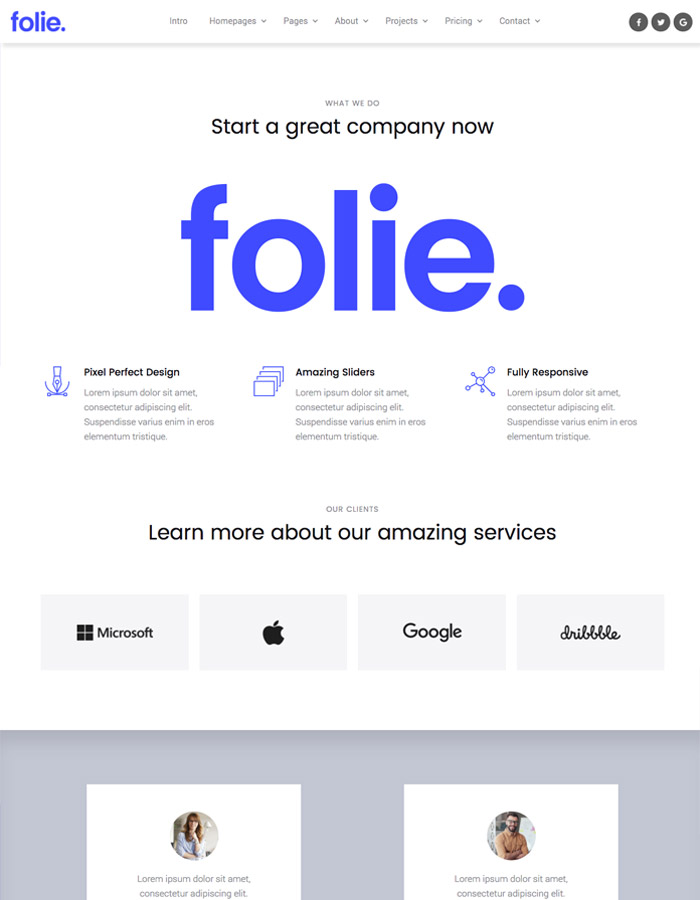 folie.
Intro Homepages Pages About Projects Pricing Contact
WHAT WE DO
Start a great company now
folie.
Pixel Perfect Design
Lorem ipsum dolor sit amet,
consectetur adipiscing elit.
Suspendisse varius enim in eros
elementum tristique.
Amazing Sliders
Lorem ipsum dolor sit amet,
consectetur adipiscing elit.
Suspendisse varius enim in eros
elementum tristique.
Fully Responsive
Lorem ipsum dolor sit amet,
consectetur adipiscing elit.
Suspendisse varius enim in eros
elementum tristique.
OUR CLIENTS
Learn more about our amazing services
Microsoft
Google
dribbble
Lorem ipsum dolor sit amet,
consectetur adipiscing elit.
Lorem ipsum dolor sit amet,
consectetur adipiscing elit.